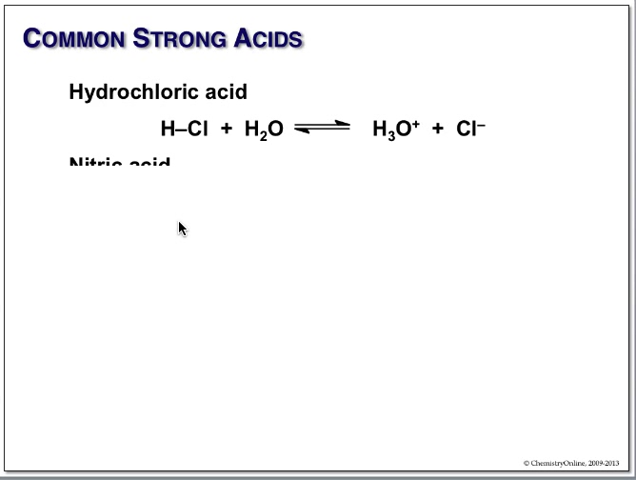 COMMON STRONG ACIDS
Hydrochloric acid
H–Cl + H₂O ⇌ H₃O⁺ + Cl⁻
Nitric acid
© ChemistryOnline, 2009-2013